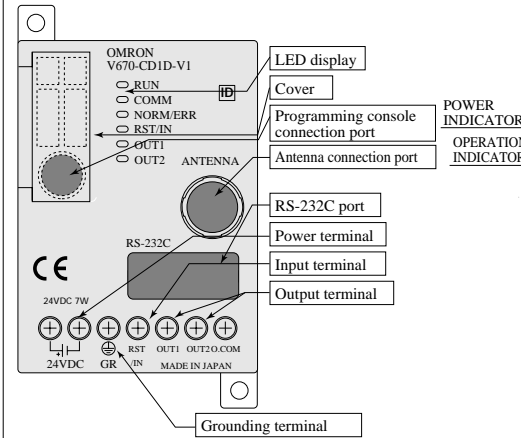 OMRON
V670-CD1D-V1
RUN
COMM
NORM/ERR
RST/IN
OUT1
OUT2
ID
ANTENNA
RS-232C
24VDC 7W
24VDC
GR
RST
/IN
OUT1
OUT2
O.COM
MADE IN JAPAN
LED display
Cover
Programming console
connection port
Antenna connection port
RS-232C port
Power terminal
Input terminal
Output terminal
Grounding terminal
POWER
INDICATOR
OPERATION
INDICATOR
CE